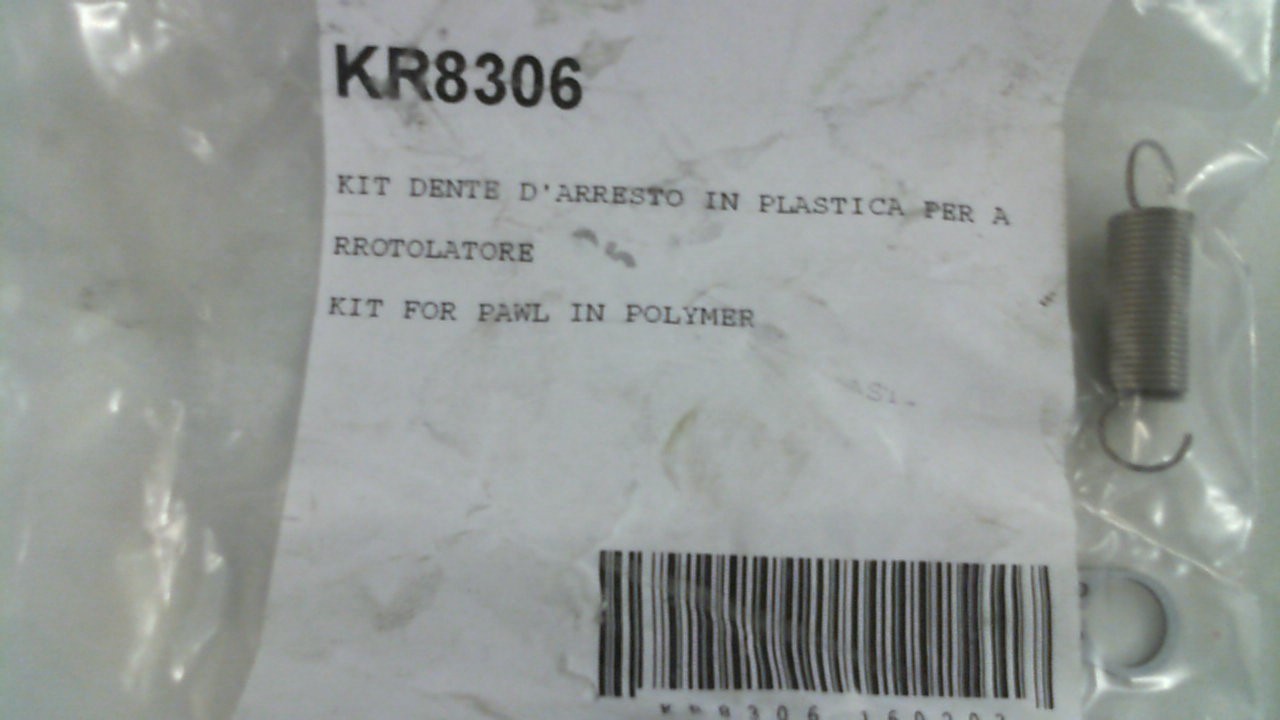 KR8306
KIT DENTE D'ARRESTO IN PLASTICA PER A
RROTOLATORE
KIT FOR PAWL IN POLYMER